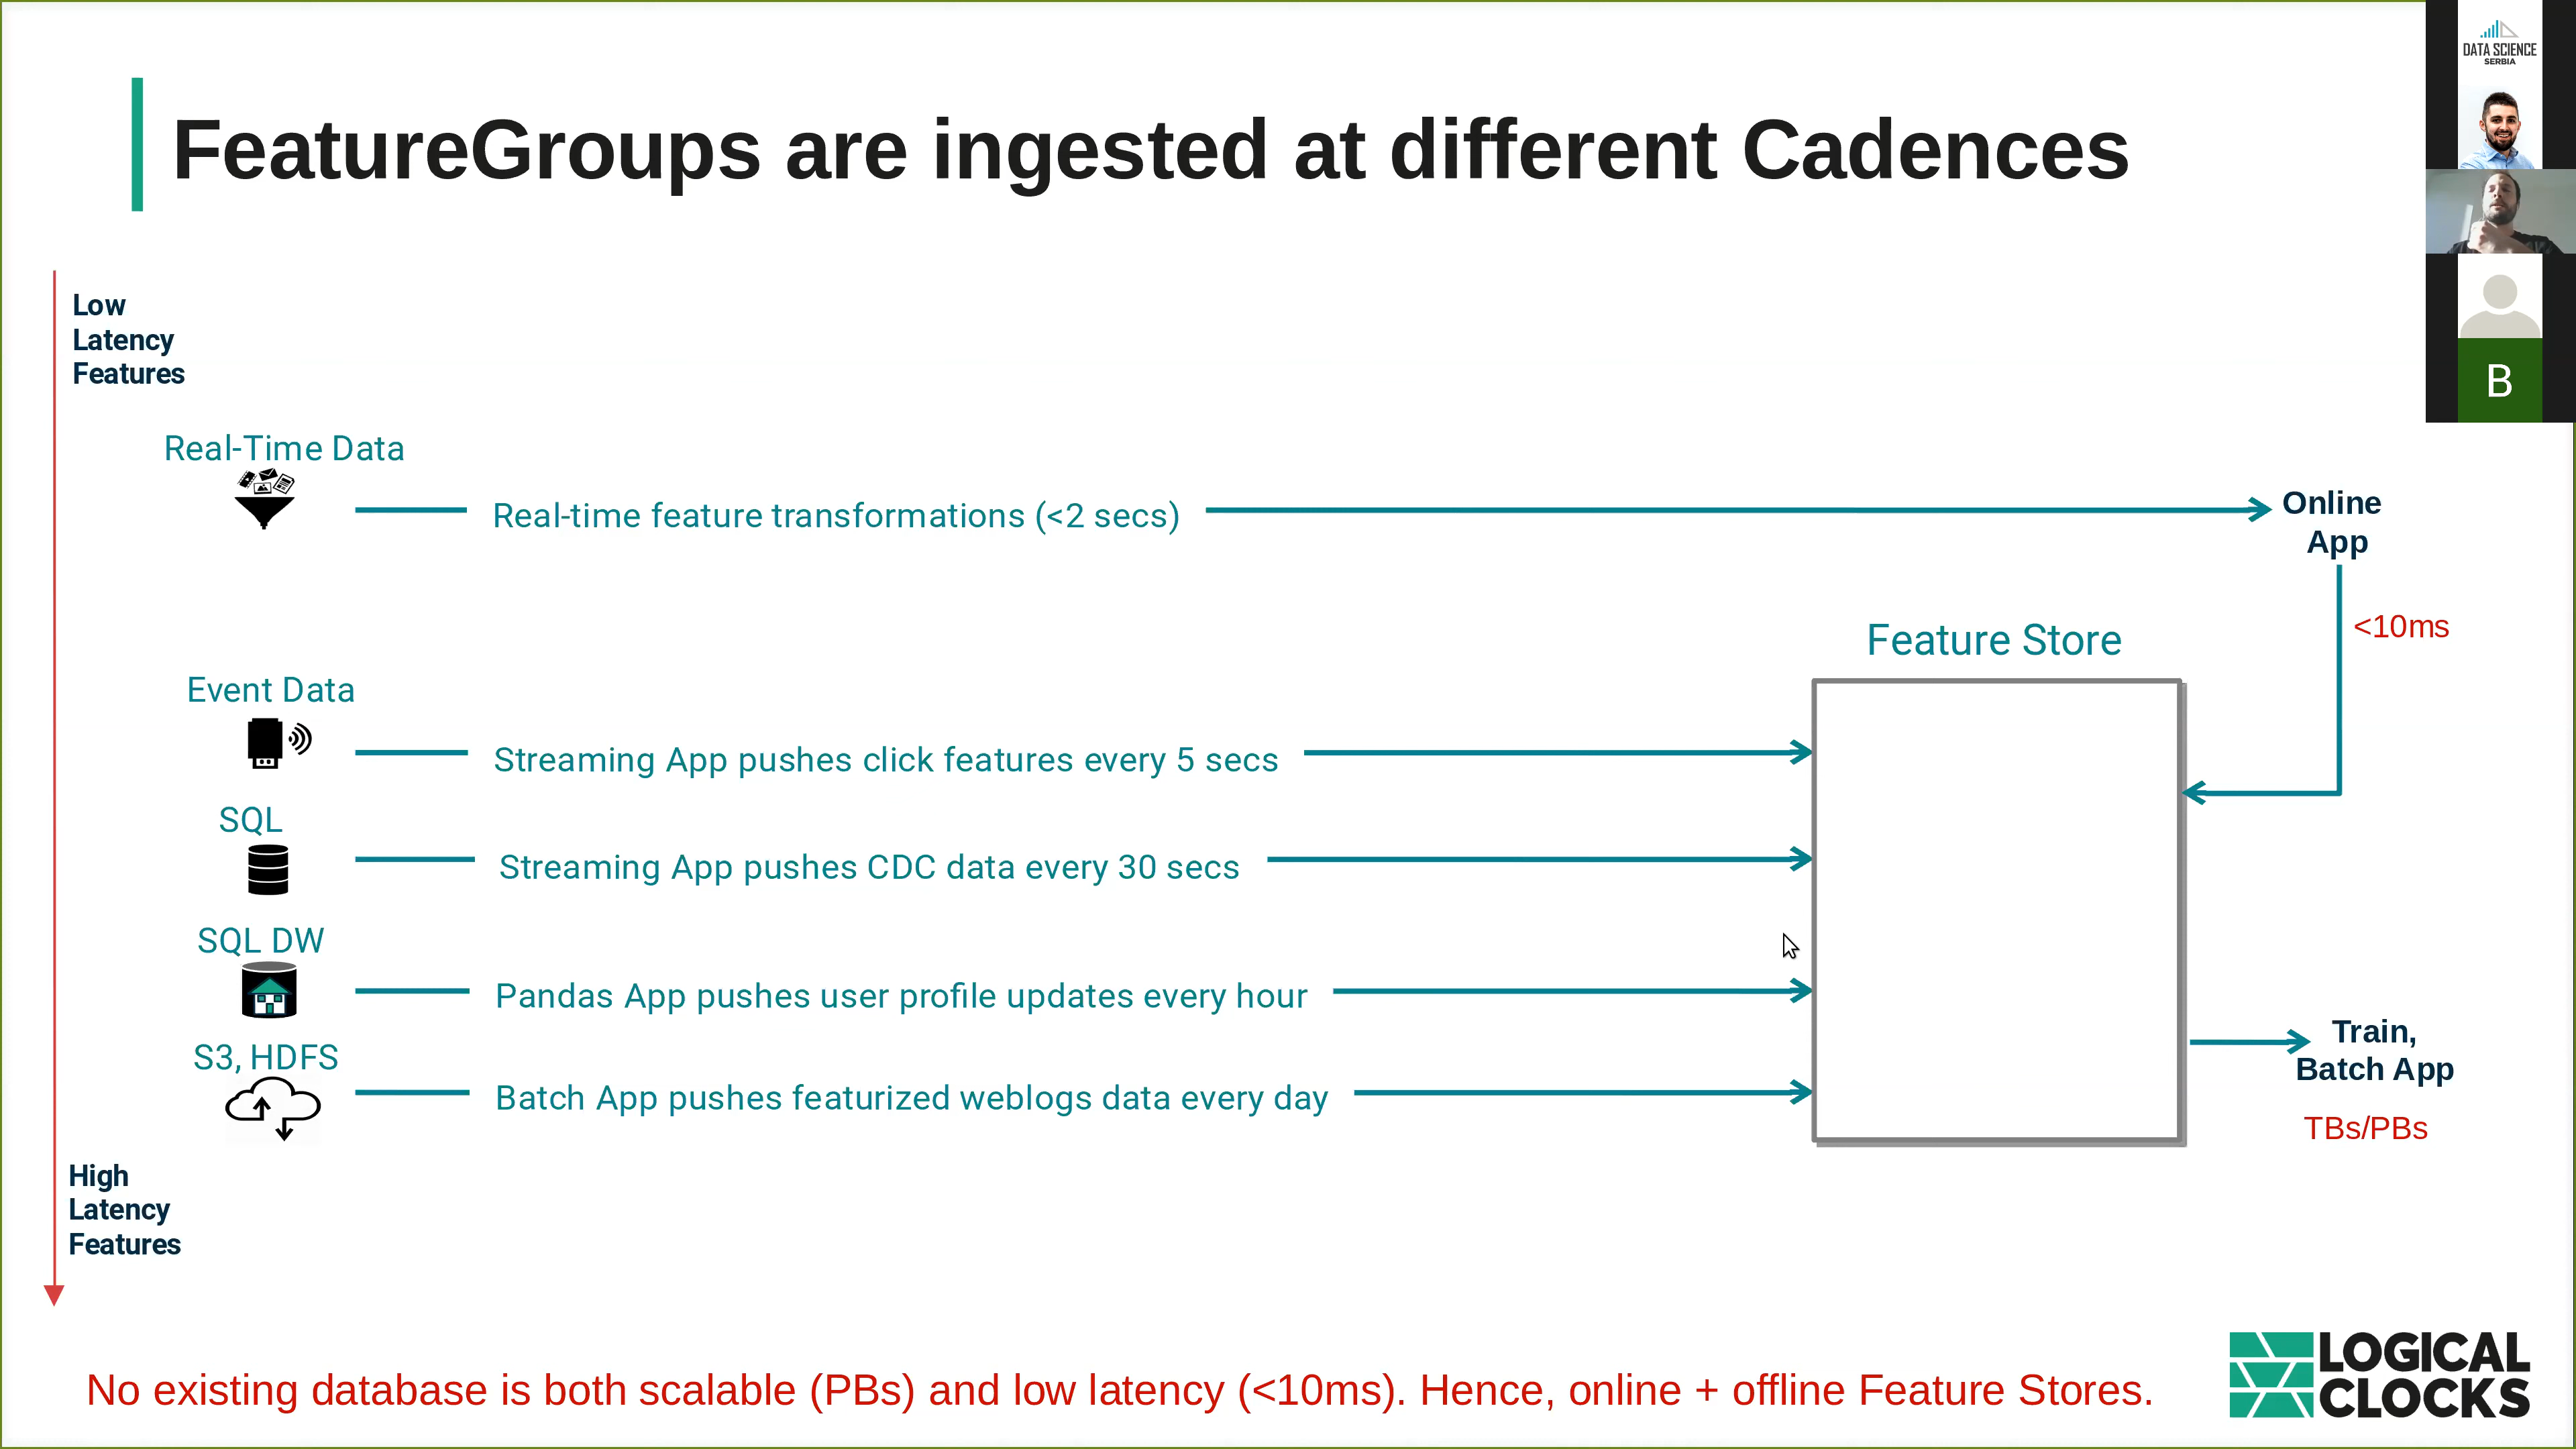 DATA SCIENCE
SERBIA
FeatureGroups are ingested at different Cadences
B
Low
Latency
Features
Real-Time Data
Real-time feature transformations (<2 secs)
Online
App
<10ms
Feature Store
Event Data
Streaming App pushes click features every 5 secs
SQL
Streaming App pushes CDC data every 30 secs
SQL DW
Pandas App pushes user profile updates every hour
S3, HDFS
Batch App pushes featurized weblogs data every day
Train,
Batch App
TBs/PBs
High
Latency
Features
No existing database is both scalable (PBs) and low latency (<10ms). Hence, online + offline Feature Stores.
LOGICAL
CLOCKS